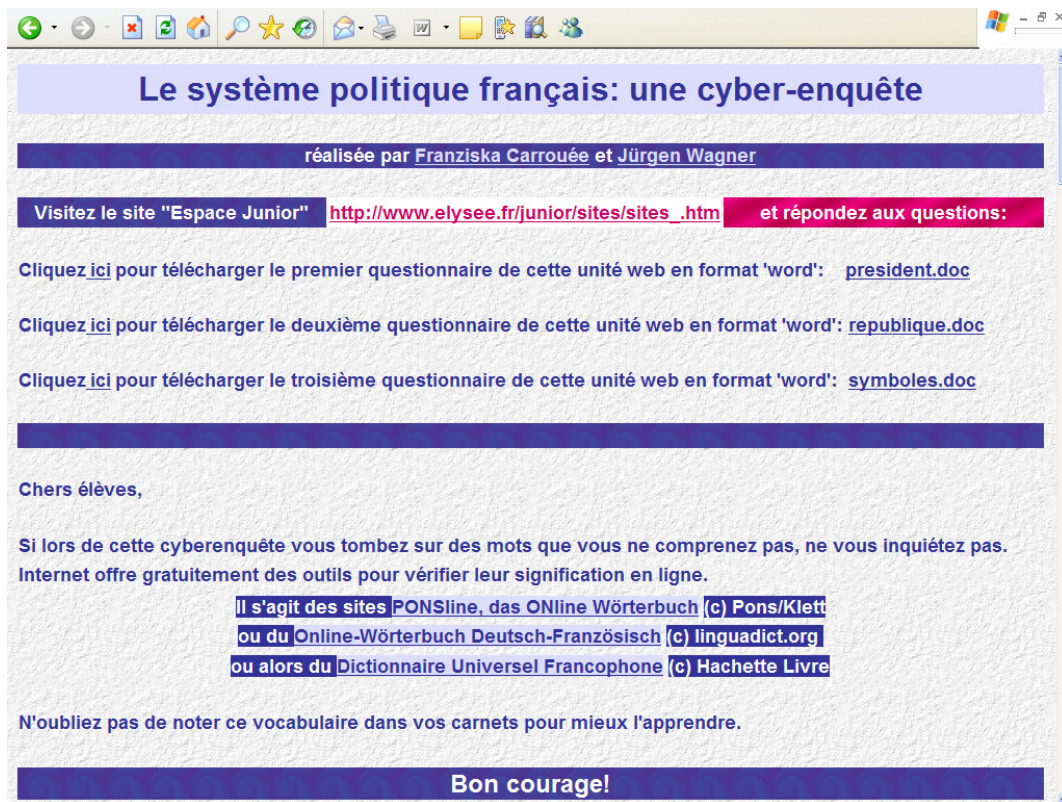 Le système politique français: une cyber-enquête
réalisée par Franziska Carrouée et Jürgen Wagner
Visitez le site "Espace Junior" http://www.elysee.fr/junior/sites/sites_.htm et répondez aux questions:
Cliquez ici pour télécharger le premier questionnaire de cette unité web en format 'word': president.doc
Cliquez ici pour télécharger le deuxième questionnaire de cette unité web en format 'word': republique.doc
Cliquez ici pour télécharger le troisième questionnaire de cette unité web en format 'word': symboles.doc
Chers élèves,
Si lors de cette cyberenquête vous tombez sur des mots que vous ne comprenez pas, ne vous inquiétez pas.
Internet offre gratuitement des outils pour vérifier leur signification en ligne.
Il s'agit des sites PONSline, das ONline Wörterbuch (c) Pons/Klett
ou du Online-Wörterbuch Deutsch-Französisch (c) linguadict.org
ou alors du Dictionnaire Universel Francophone (c) Hachette Livre
N'oubliez pas de noter ce vocabulaire dans vos carnets pour mieux l'apprendre.
Bon courage!